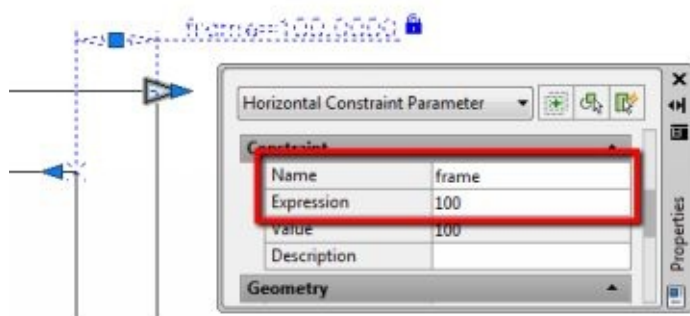 frame=100.0000
Horizontal Constraint Parameter
Constraint
Name frame
Expression 100
Value 100
Description
Geometry
Properties